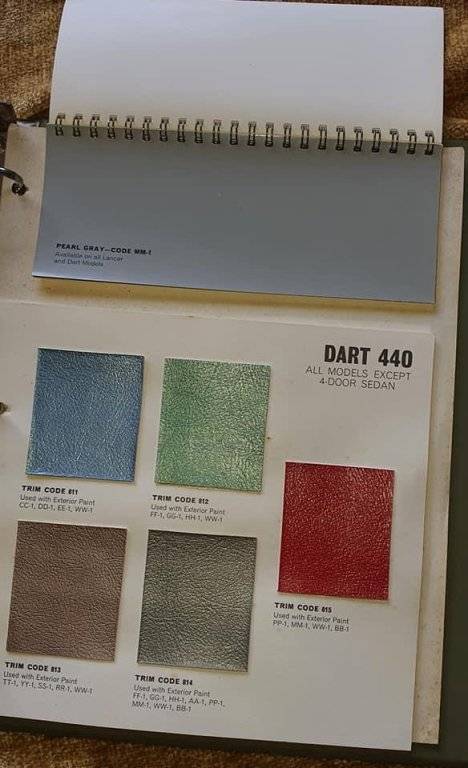 PEARL GRAY—CODE MM-1
Available on all Lancer
and Dart Models
DART 440
ALL MODELS EXCEPT
4-DOOR SEDAN
TRIM CODE 811
Used with Exterior Paint
CC-1, DD-1, EE-1, WW-1
TRIM CODE 812
Used with Exterior Paint
FF-1, GG-1, HH-1, WW-1
TRIM CODE 815
Used with Exterior Paint
PP-1, MM-1, WW-1, BB-1
TRIM CODE 813
Used with Exterior Paint
TT-1, YY-1, SS-1, RR-1, WW-1
TRIM CODE 814
Used with Exterior Paint
FF-1, GG-1, HH-1, AA-1, PP-1,
MM-1, WW-1, BB-1